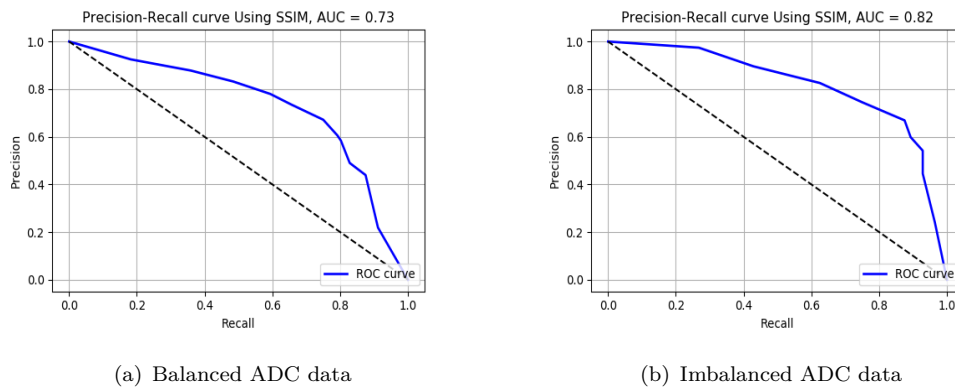 Precision-Recall curve Using SSIM, AUC = 0.73
1.0
0.8
0.6
0.4
0.2
0.0
Precision
0.0 0.2 0.4 0.6 0.8 1.0
Recall
ROC curve
(a) Balanced ADC data
Precision-Recall curve Using SSIM, AUC = 0.82
1.0
0.8
0.6
0.4
0.2
0.0
Precision
0.0 0.2 0.4 0.6 0.8 1.0
Recall
ROC curve
(b) Imbalanced ADC data